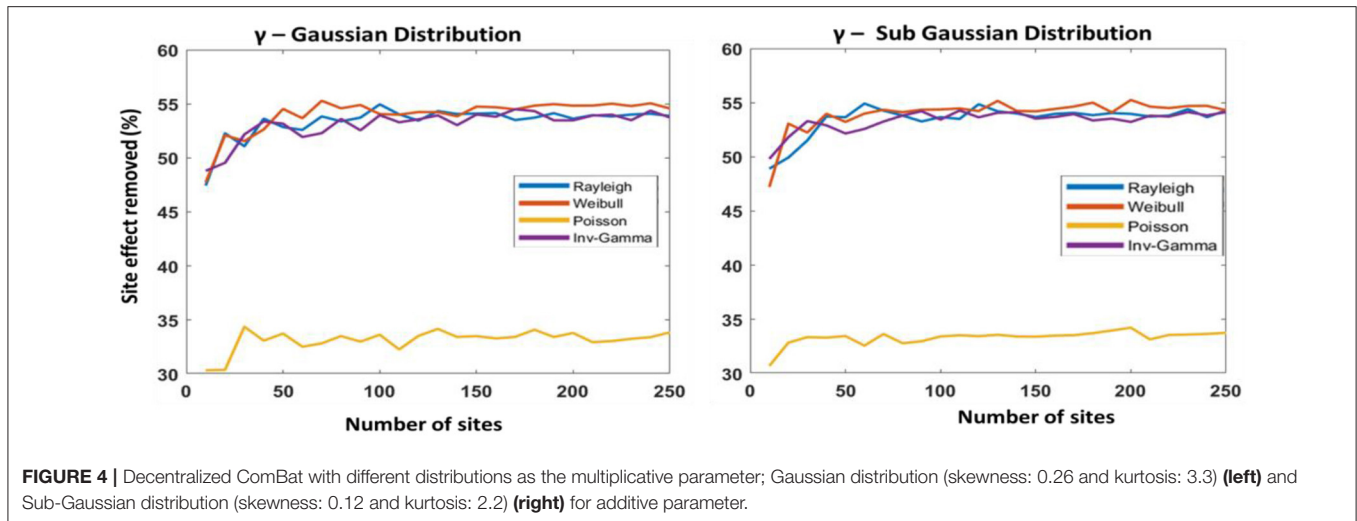 γ – Gaussian Distribution
60
55
50
45
40
35
30
Site effect removed (%)
Rayleigh
Weibull
Poisson
Inv-Gamma
0 50 100 150 200 250
Number of sites
γ – Sub Gaussian Distribution
60
55
50
45
40
35
30
Rayleigh
Weibull
Poisson
Inv-Gamma
0 50 100 150 200 250
Number of sites
FIGURE 4 | Decentralized ComBat with different distributions as the multiplicative parameter; Gaussian distribution (skewness: 0.26 and kurtosis: 3.3) (left) and
Sub-Gaussian distribution (skewness: 0.12 and kurtosis: 2.2) (right) for additive parameter.